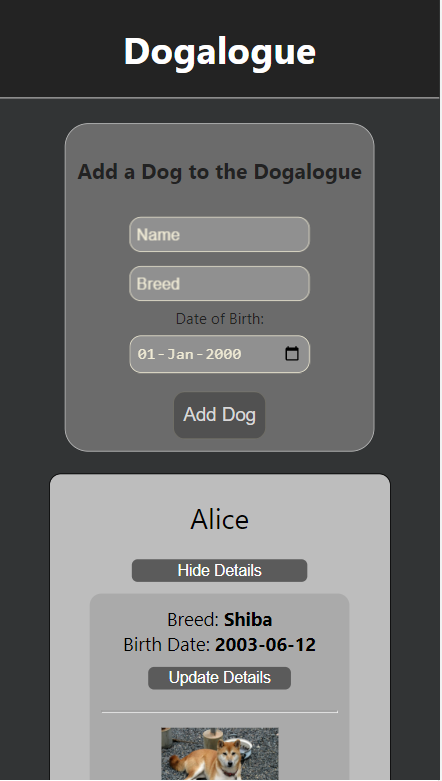 Dogalogue
Add a Dog to the Dogalogue
Name
Breed
Date of Birth:
01-Jan-2000
Add Dog
Alice
Hide Details
Breed: Shiba
Birth Date: 2003-06-12
Update Details